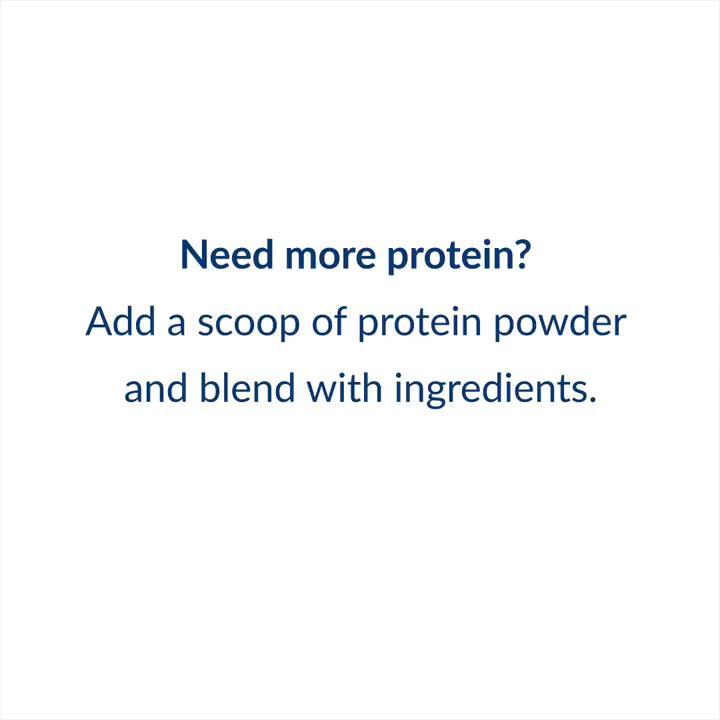 Need more protein?
Add a scoop of protein powder
and blend with ingredients.